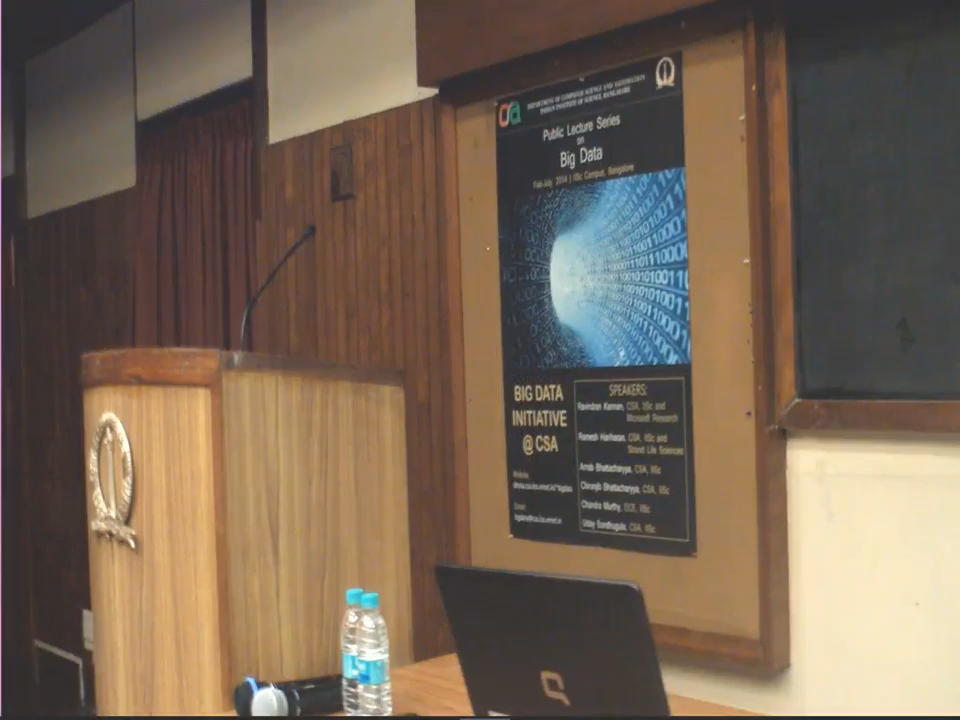 DEPARTMENT OF COMPUTER SCIENCE AND AUTOMATION
INDIAN INSTITUTE OF SCIENCE, BANGALORE
Public Lecture Series
on
Big Data
Feb-July, 2014 | IISc Campus, Bangalore
BIG DATA
INITIATIVE
@ CSA
Website:
Email:
SPEAKERS:
Ravindran Kannan, CSA, IISc and
Microsoft Research
Ramesh Hariharan, CSA, IISc and
Strand Life Sciences
Arnab Bhattacharyya, CSA, IISc
Chiranjib Bhattacharyya, CSA, IISc
Chandra Murthy, ECE, IISc
Uday Bondhugula, CSA, IISc